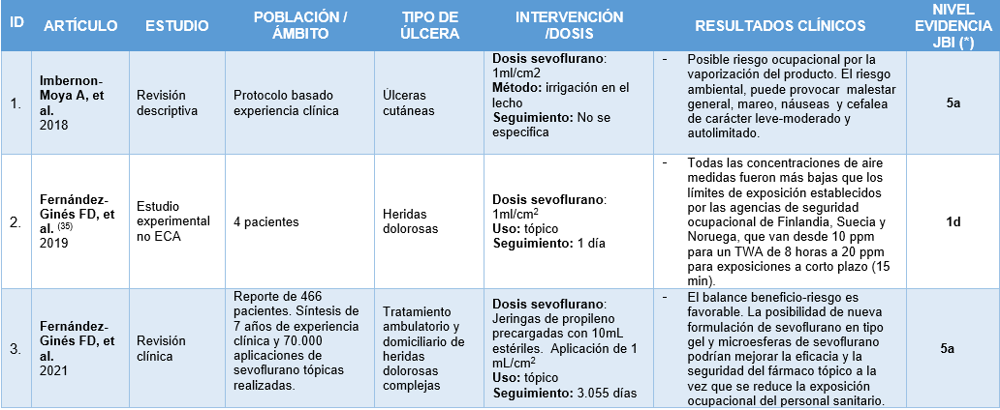 ID
ARTÍCULO
ESTUDIO
POBLACIÓN /
ÁMBITO
TIPO DE
ÚLCERA
INTERVENCIÓN
/DOSIS
RESULTADOS CLÍNICOS
NIVEL
EVIDENCIA
JBI (*)
1.
Imbernon-
Moya A, et
al.
2018
Revisión
descriptiva
Protocolo basado
experiencia clínica
Úlceras
cutáneas
Dosis sevoflurano:
1ml/cm2
Método: irrigación en el
lecho
Seguimiento: No se
especifica
- Posible riesgo ocupacional por la
vaporización del producto. El riesgo
ambiental, puede provocar malestar
general, mareo, náuseas y cefalea
de carácter leve-moderado y
autolimitado.
5a
2.
Fernández-
Ginés FD, et
al. (35)
2019
Estudio
experimental
no ECA
4 pacientes
Heridas
dolorosas
Dosis sevoflurano:
1ml/cm2
Uso: tópico
Seguimiento: 1 día
- Todas las concentraciones de aire
medidas fueron más bajas que los
límites de exposición establecidos
por las agencias de seguridad
ocupacional de Finlandia, Suecia y
Noruega, que van desde 10 ppm
para un TWA de 8 horas a 20 ppm
para exposiciones a corto plazo (15
min).
1d
3.
Fernández-
Ginés FD, et
al.
2021
Revisión
clínica
Reporte de 466
pacientes. Síntesis de
7 años de experiencia
clínica y 70.000
aplicaciones de
sevoflurano tópicas
realizadas.
Tratamiento
ambulatorio y
domiciliario de
heridas
dolorosas
complejas
Dosis sevoflurano:
Jeringas de propileno
precargadas con 10mL
estériles. Aplicación de 1
mL/cm2
Uso: tópico
Seguimiento: 3.055 días
- El balance beneficio-riesgo es
favorable. La posibilidad de nueva
formulación de sevoflurano en tipo
gel y microesferas de sevoflurano
podrían mejorar la eficacia y la
seguridad del fármaco tópico a la
vez que se reduce la exposición
ocupacional del personal sanitario.
5a